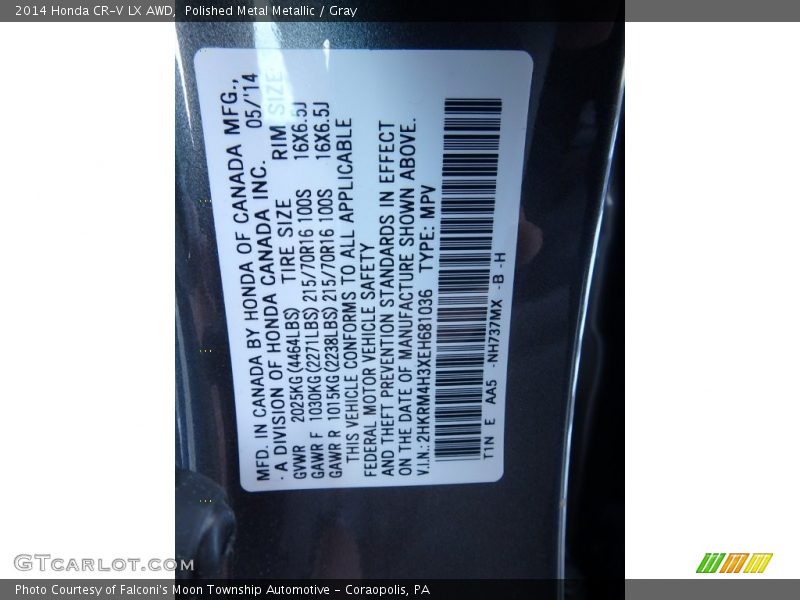 2014 Honda CR-V LX AWD,  Polished Metal Metallic / Gray
MFD. IN CANADA BY HONDA OF CANADA MFG.,
· A DIVISION OF HONDA CANADA INC. 05/'14
TIRE SIZE RIM SIZE
GVWR 2025KG(4464LBS)
GAWR F 1030KG(2271LBS) 215/70R16 100S 16X6.5J
GAWR R 1015KG(2238LBS) 215/70R16 100S 16X6.5J
THIS VEHICLE CONFORMS TO ALL APPLICABLE
FEDERAL MOTOR VEHICLE SAFETY
AND THEFT PREVENTION STANDARDS IN EFFECT
ON THE DATE OF MANUFACTURE SHOWN ABOVE.
V.I.N.: 2HKRM4H3XEH681036 TYPE: MPV
T1N E AA5 -NH737MX -B -H
GTcarlot.com
Photo Courtesy of Falconi's Moon Township Automotive - Coraopolis, PA